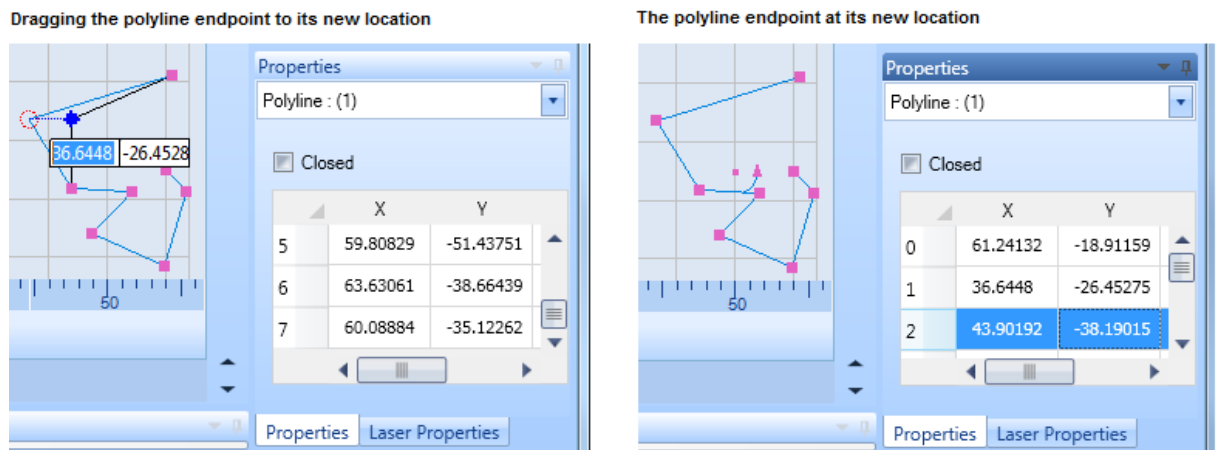 Dragging the polyline endpoint to its new location
Properties
Polyline : (1)
36.6448 -26.4528
Closed
X Y
5 59.80829 -51.43751
6 63.63061 -38.66439
7 60.08884 -35.12262
50
Properties Laser Properties
The polyline endpoint at its new location
Properties
Polyline : (1)
Closed
X Y
0 61.24132 -18.91159
1 36.6448 -26.45275
2 43.90192 -38.19015
50
Properties Laser Properties